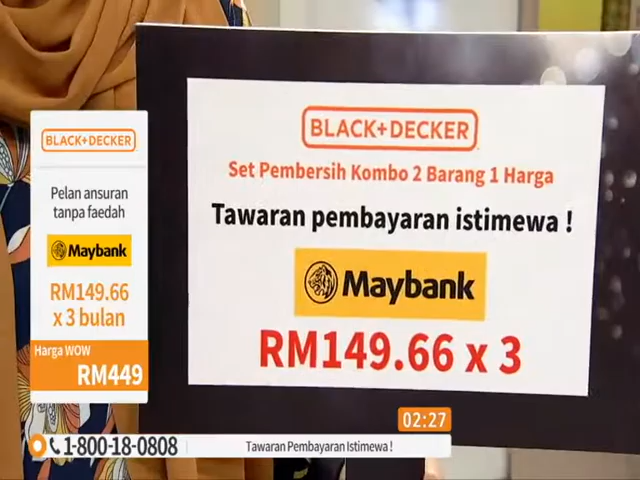 BLACK+DECKER
Set Pembersih Kombo 2 Barang 1 Harga
Tawaran pembayaran istimewa !
Maybank
RM149.66 x 3
BLACK+DECKER
Pelan ansuran
tanpa faedah
Maybank
RM149.66
x 3 bulan
Harga WOW
RM449
02:27
1-800-18-0808
Tawaran Pembayaran Istimewa !